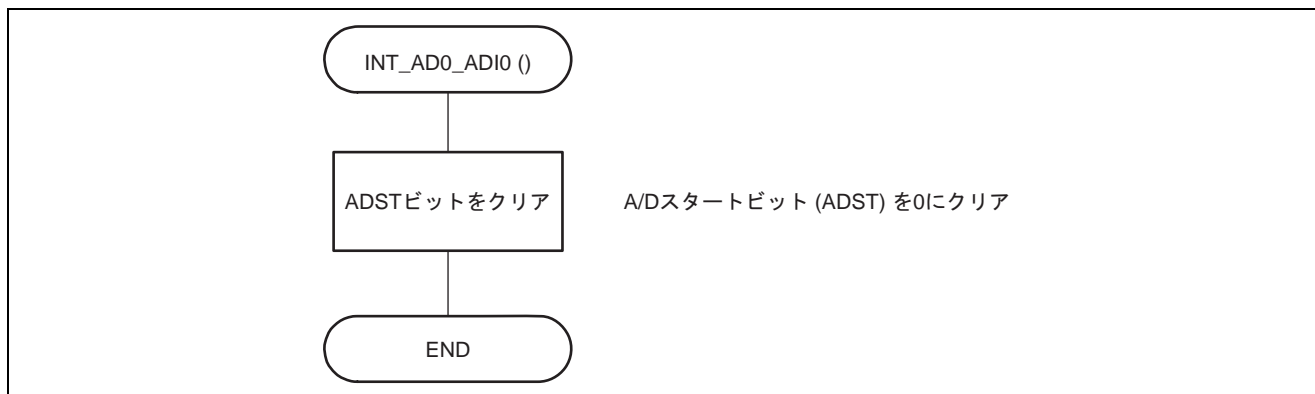 INT_AD0_ADI0 ()
ADSTビットをクリア
A/Dスタートビット (ADST) を0にクリア
END